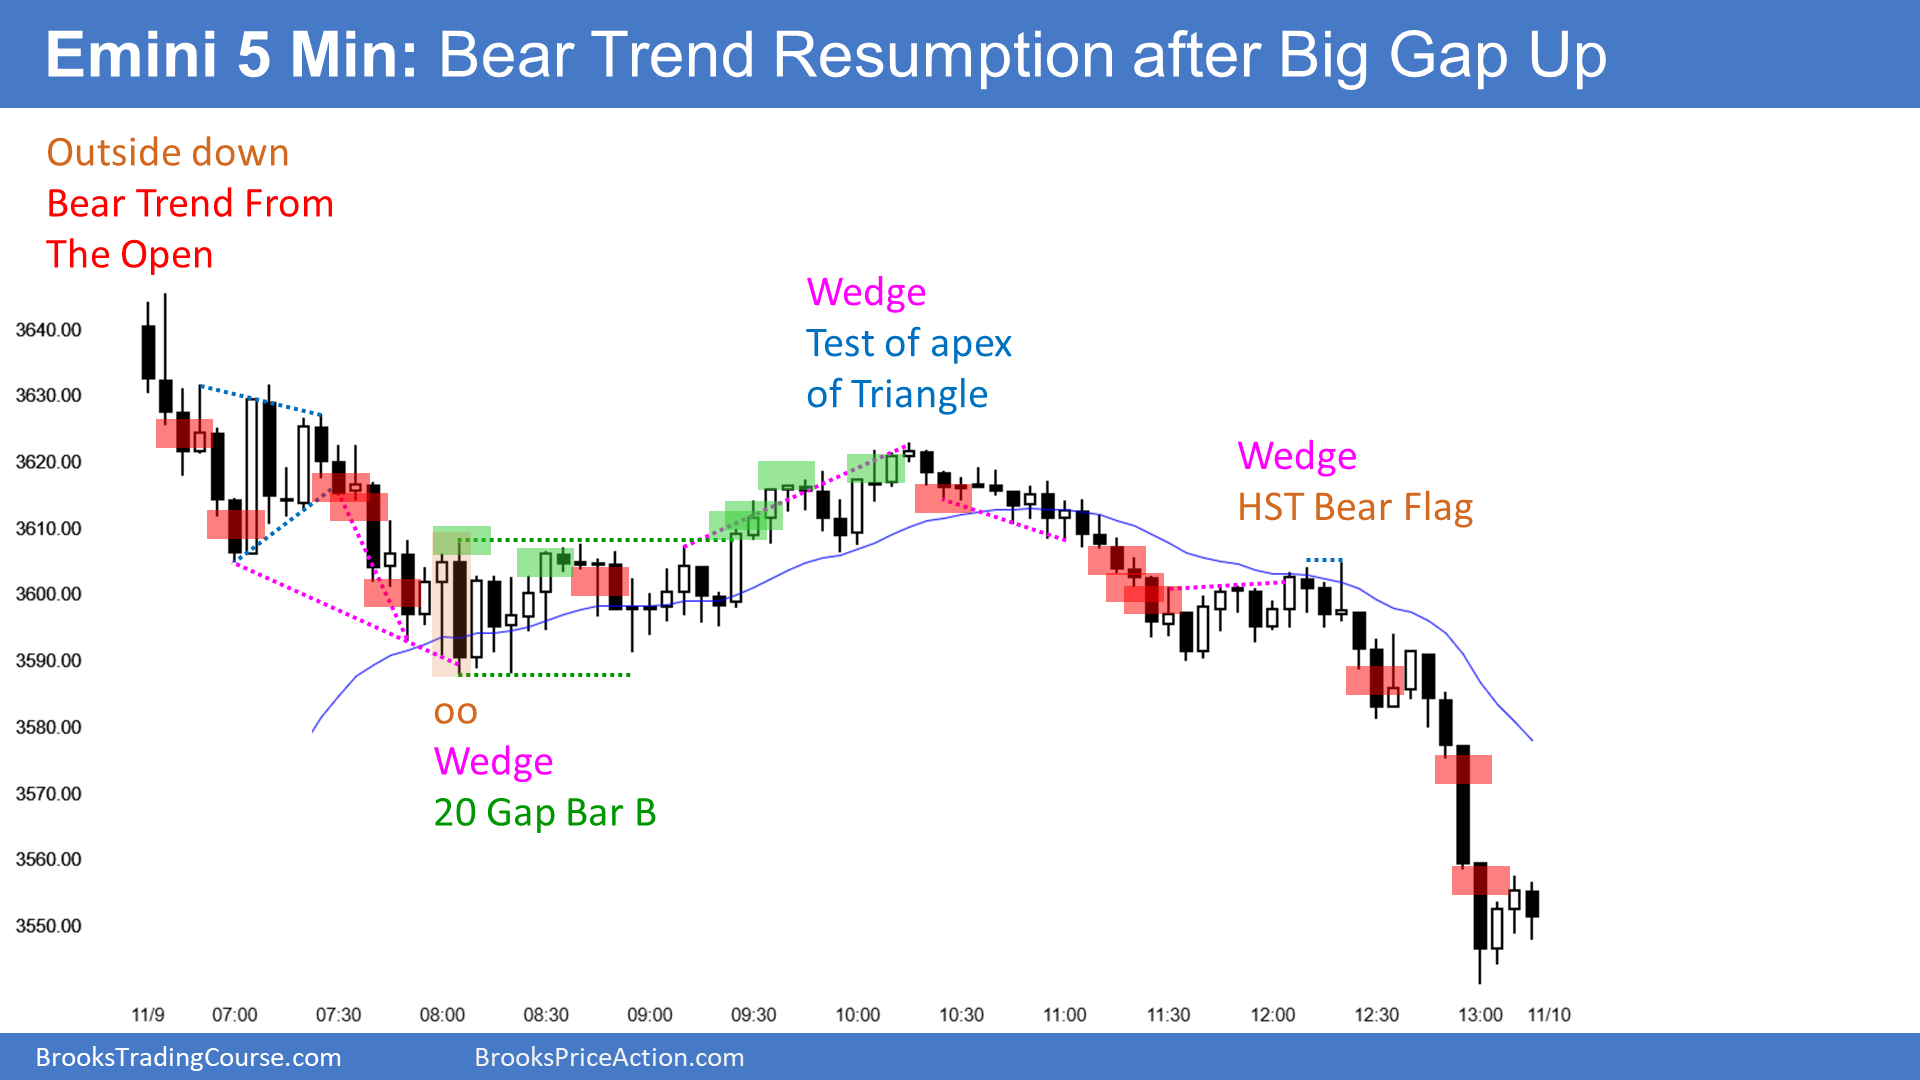 Emini 5 Min: Bear Trend Resumption after Big Gap Up
Outside down
Bear Trend From
The Open
Wedge
Test of apex
of Triangle
Wedge
HST Bear Flag
oo
Wedge
20 Gap Bar B
3640.00
3630.00
3620.00
3610.00
3600.00
3590.00
3580.00
3570.00
3560.00
3550.00
11/9 07:00 07:30 08:00 08:30 09:00 09:30 10:00 10:30 11:00 11:30 12:00 12:30 13:00 11/10
BrooksTradingCourse.com BrooksPriceAction.com